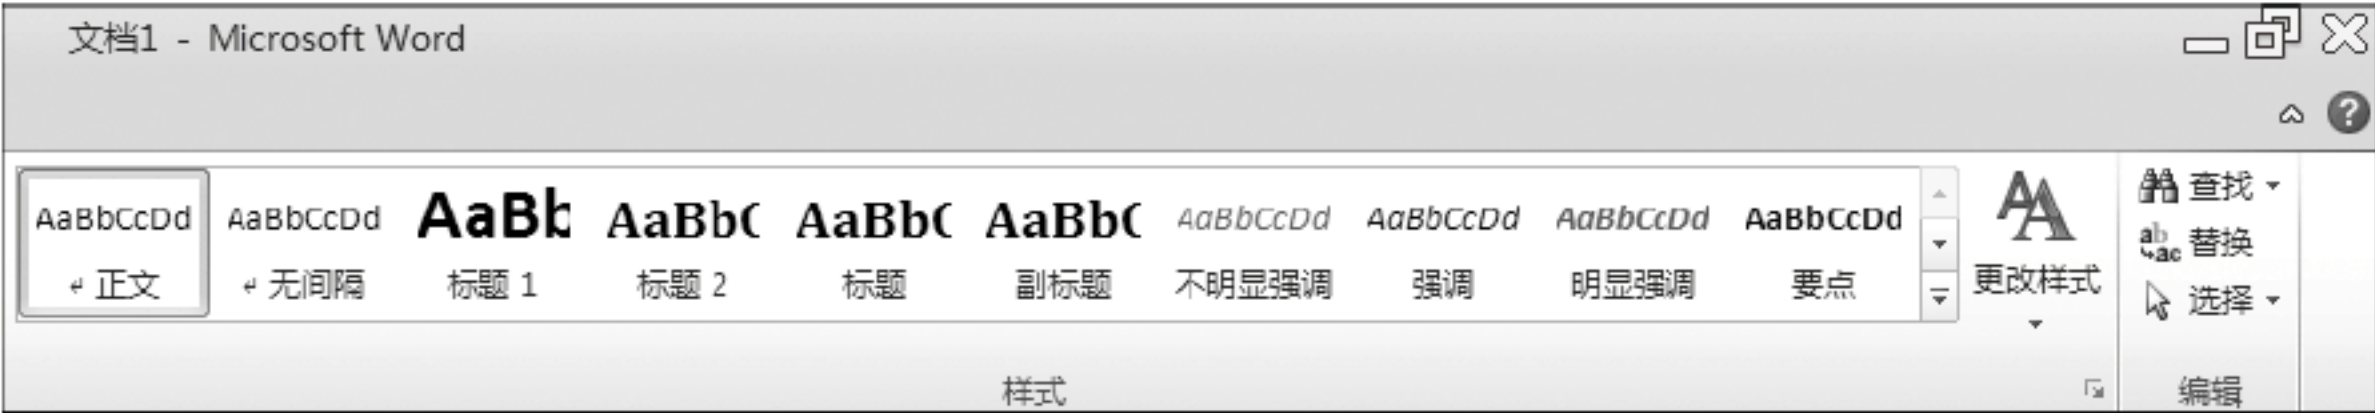 文档1 - Microsoft Word
AaBbCcDd AaBbCcDd AaBb AaBbC AaBbC AaBbC AaBbCcDd AaBbCcDd AaBbCcDd AaBbCcDd
↵ 正文 ↵ 无间隔 标题 1 标题 2 标题 副标题 不明显强调 强调 明显强调 要点
更改样式
查找
替换
选择
样式 编辑